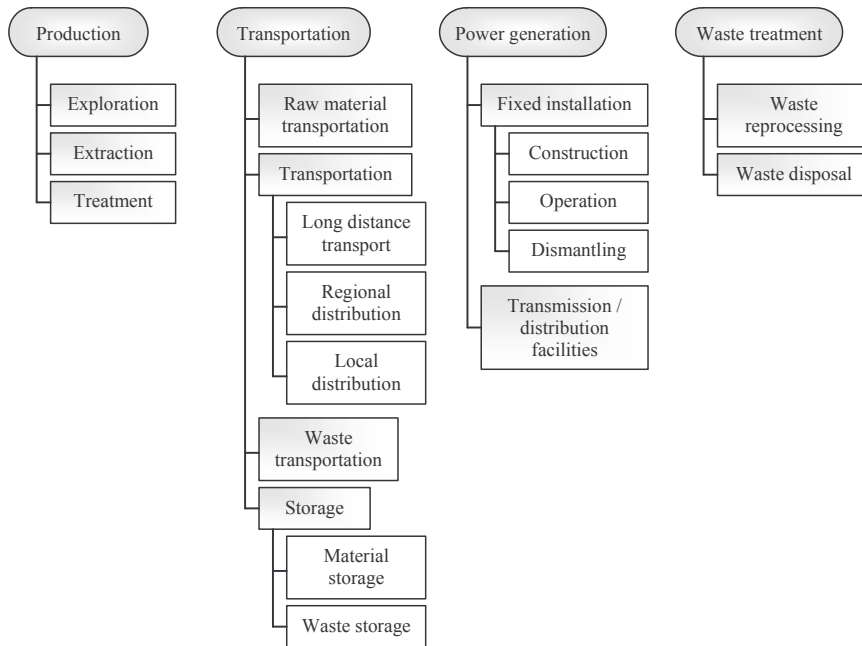 Production
Exploration
Extraction
Treatment
Transportation
Raw material
transportation
Transportation
Long distance
transport
Regional
distribution
Local
distribution
Waste
transportation
Storage
Material
storage
Waste storage
Power generation
Fixed installation
Construction
Operation
Dismantling
Transmission /
distribution
facilities
Waste treatment
Waste
reprocessing
Waste disposal